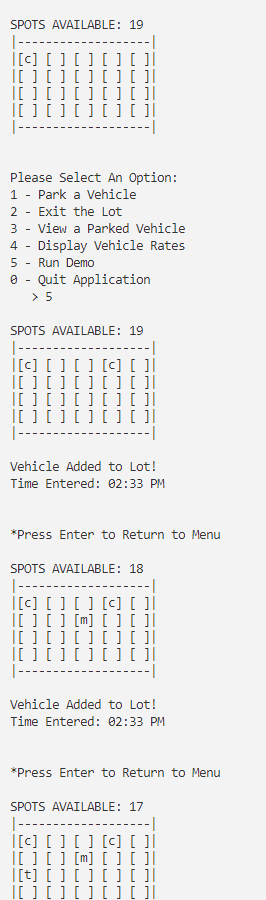 SPOTS AVAILABLE: 19
|-------------------|
|[c] [ ] [ ] [ ] [ ]|
|[ ] [ ] [ ] [ ] [ ]|
|[ ] [ ] [ ] [ ] [ ]|
|[ ] [ ] [ ] [ ] [ ]|
|-------------------|
Please Select An Option:
1 - Park a Vehicle
2 - Exit the Lot
3 - View a Parked Vehicle
4 - Display Vehicle Rates
5 - Run Demo
0 - Quit Application
> 5
SPOTS AVAILABLE: 19
|-------------------|
|[c] [ ] [ ] [c] [ ]|
|[ ] [ ] [ ] [ ] [ ]|
|[ ] [ ] [ ] [ ] [ ]|
|[ ] [ ] [ ] [ ] [ ]|
|-------------------|
Vehicle Added to Lot!
Time Entered: 02:33 PM
*Press Enter to Return to Menu
SPOTS AVAILABLE: 18
|-------------------|
|[c] [ ] [ ] [c] [ ]|
|[ ] [ ] [m] [ ] [ ]|
|[ ] [ ] [ ] [ ] [ ]|
|[ ] [ ] [ ] [ ] [ ]|
|-------------------|
Vehicle Added to Lot!
Time Entered: 02:33 PM
*Press Enter to Return to Menu
SPOTS AVAILABLE: 17
|-------------------|
|[c] [ ] [ ] [c] [ ]|
|[ ] [ ] [m] [ ] [ ]|
|[t] [ ] [ ] [ ] [ ]|
|[ ] [ ] [ ] [ ] [ ]|